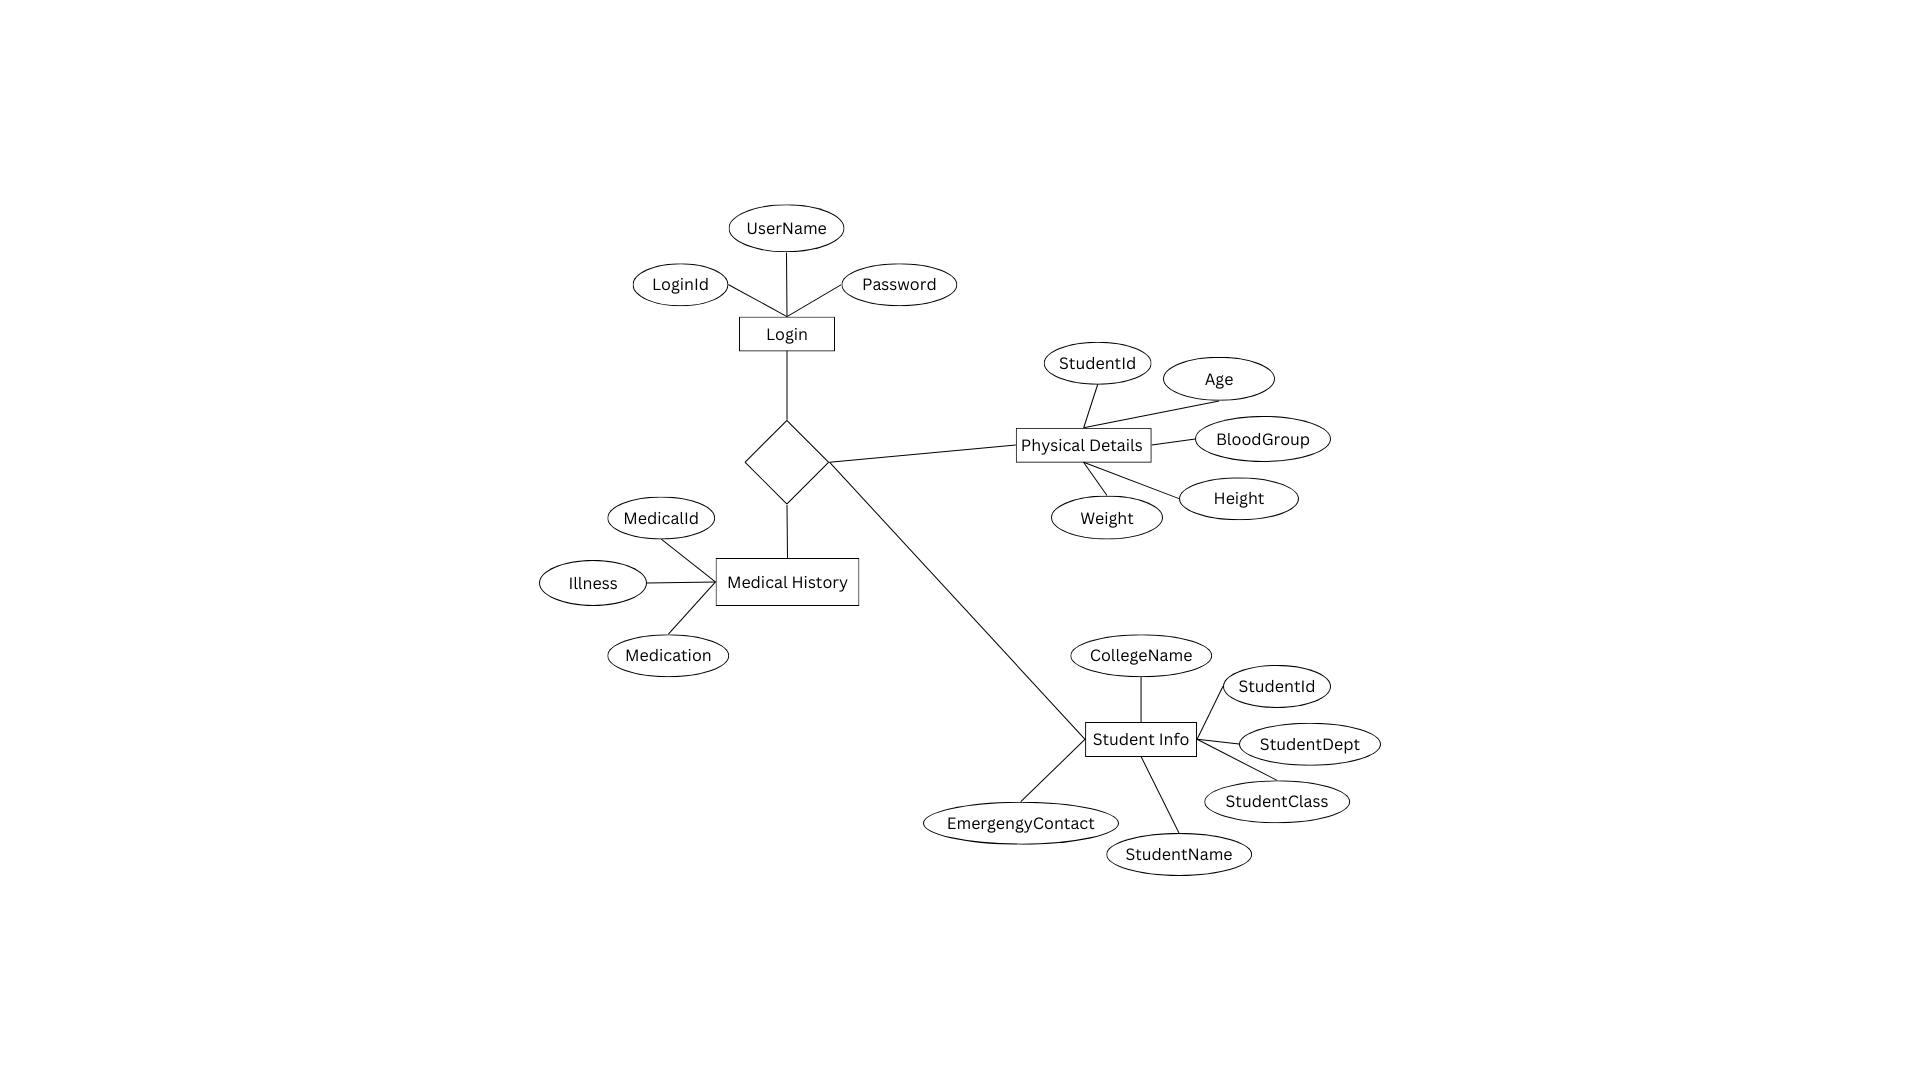 UserName
LoginId
Password
Login
StudentId
Age
BloodGroup
Physical Details
Height
Weight
MedicalId
Illness
Medical History
Medication
CollegeName
StudentId
Student Info
StudentDept
StudentClass
EmergengyContact
StudentName